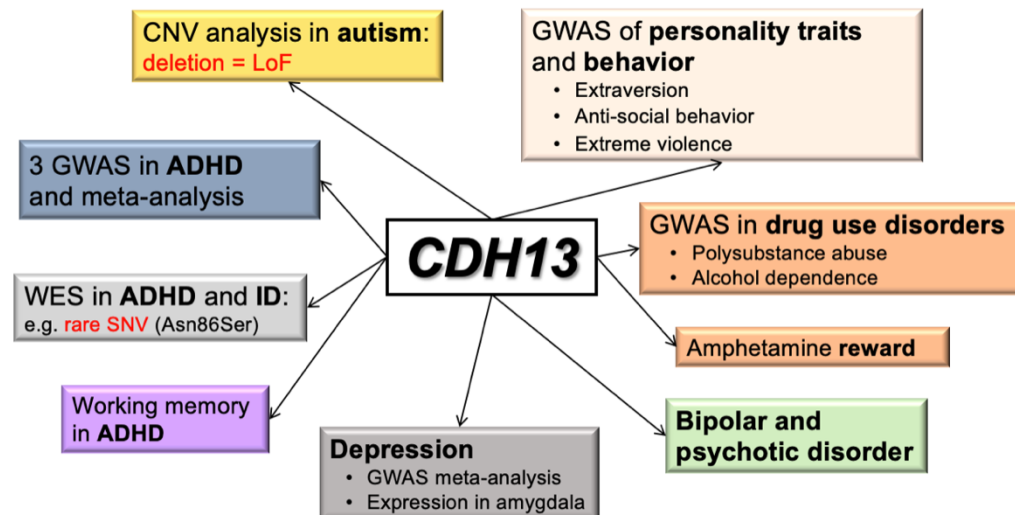 CNV analysis in autism:
deletion = LoF
GWAS of personality traits
and behavior
• Extraversion
• Anti-social behavior
• Extreme violence
3 GWAS in ADHD
and meta-analysis
CDH13
GWAS in drug use disorders
• Polysubstance abuse
• Alcohol dependence
WES in ADHD and ID:
e.g. rare SNV (Asn86Ser)
Amphetamine reward
Working memory
in ADHD
Depression
• GWAS meta-analysis
• Expression in amygdala
Bipolar and
psychotic disorder